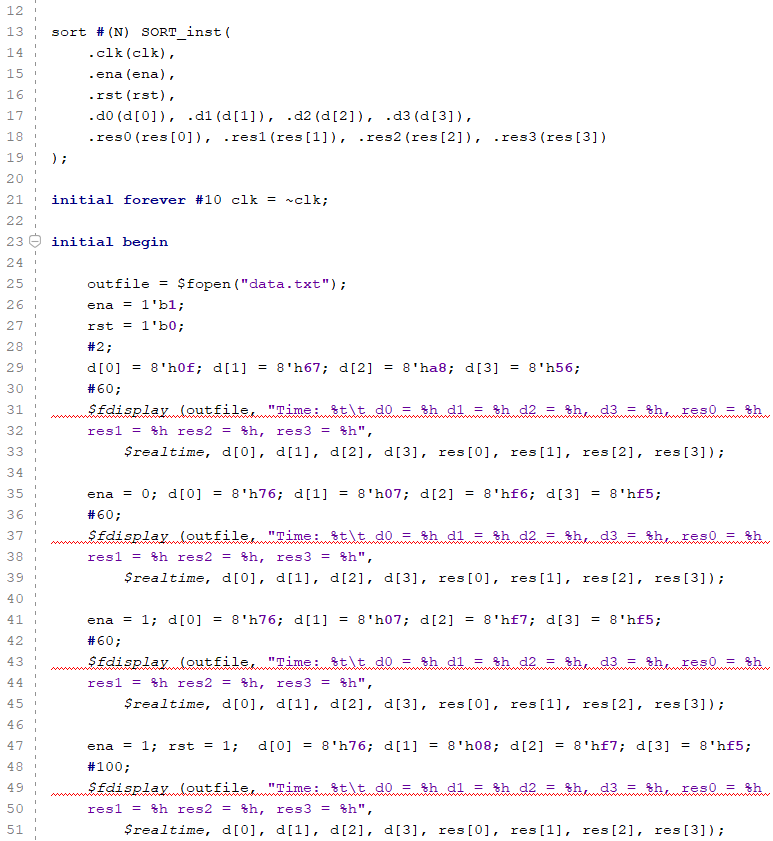 12
13 sort #(N) SORT_inst(
14     .clk(clk),
15     .ena(ena),
16     .rst(rst),
17     .d0(d[0]), .d1(d[1]), .d2(d[2]), .d3(d[3]),
18     .res0(res[0]), .res1(res[1]), .res2(res[2]), .res3(res[3])
19 );
20
21 initial forever #10 clk = ~clk;
22
23 initial begin
24
25     outfile = $fopen("data.txt");
26     ena = 1'b1;
27     rst = 1'b0;
28     #2;
29     d[0] = 8'h0f; d[1] = 8'h67; d[2] = 8'ha8; d[3] = 8'h56;
30     #60;
31     $fdisplay (outfile, "Time: %t\t d0 = %h d1 = %h d2 = %h, d3 = %h, res0 = %h
32     res1 = %h res2 = %h, res3 = %h",
33         $realtime, d[0], d[1], d[2], d[3], res[0], res[1], res[2], res[3]);
34
35     ena = 0; d[0] = 8'h76; d[1] = 8'h07; d[2] = 8'hf6; d[3] = 8'hf5;
36     #60;
37     $fdisplay (outfile, "Time: %t\t d0 = %h d1 = %h d2 = %h, d3 = %h, res0 = %h
38     res1 = %h res2 = %h, res3 = %h",
39         $realtime, d[0], d[1], d[2], d[3], res[0], res[1], res[2], res[3]);
40
41     ena = 1; d[0] = 8'h76; d[1] = 8'h07; d[2] = 8'hf7; d[3] = 8'hf5;
42     #60;
43     $fdisplay (outfile, "Time: %t\t d0 = %h d1 = %h d2 = %h, d3 = %h, res0 = %h
44     res1 = %h res2 = %h, res3 = %h",
45         $realtime, d[0], d[1], d[2], d[3], res[0], res[1], res[2], res[3]);
46
47     ena = 1; rst = 1;  d[0] = 8'h76; d[1] = 8'h08; d[2] = 8'hf7; d[3] = 8'hf5;
48     #100;
49     $fdisplay (outfile, "Time: %t\t d0 = %h d1 = %h d2 = %h, d3 = %h, res0 = %h
50     res1 = %h res2 = %h, res3 = %h",
51         $realtime, d[0], d[1], d[2], d[3], res[0], res[1], res[2], res[3]);